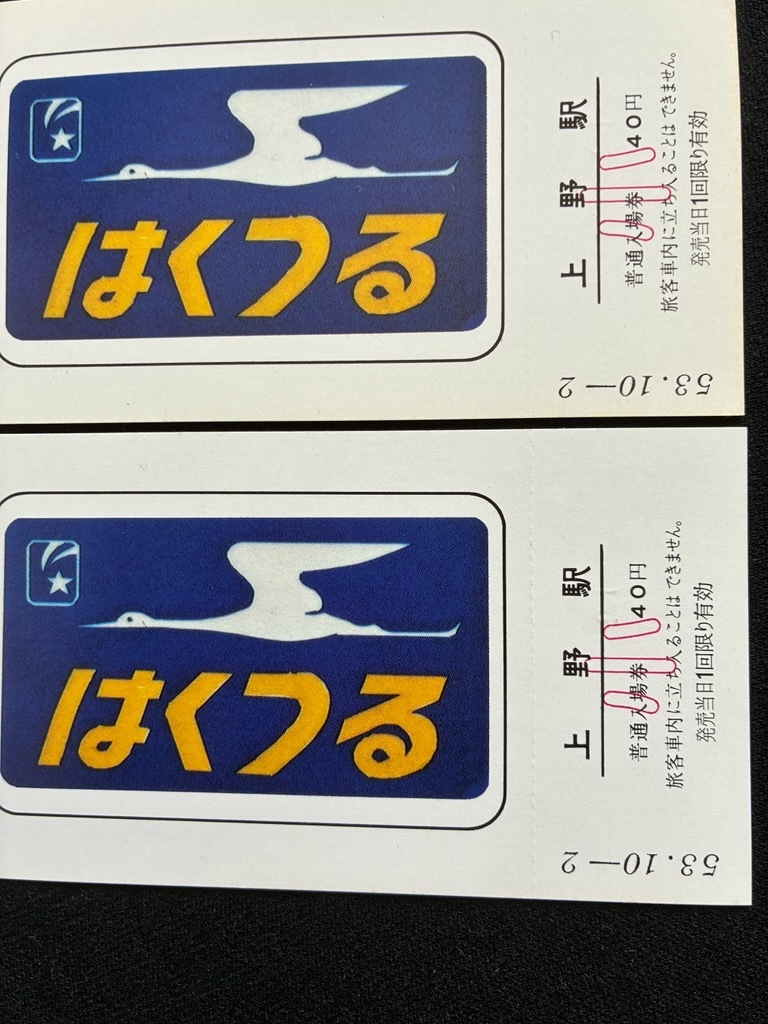 はくつる
上野駅
普通入場券 40円
旅客車内に立ち入ることはできません。
発売当日1回限り有効
53.10-2
はくつる
上野駅
普通入場券 40円
旅客車内に立ち入ることはできません。
発売当日1回限り有効
53.10-2